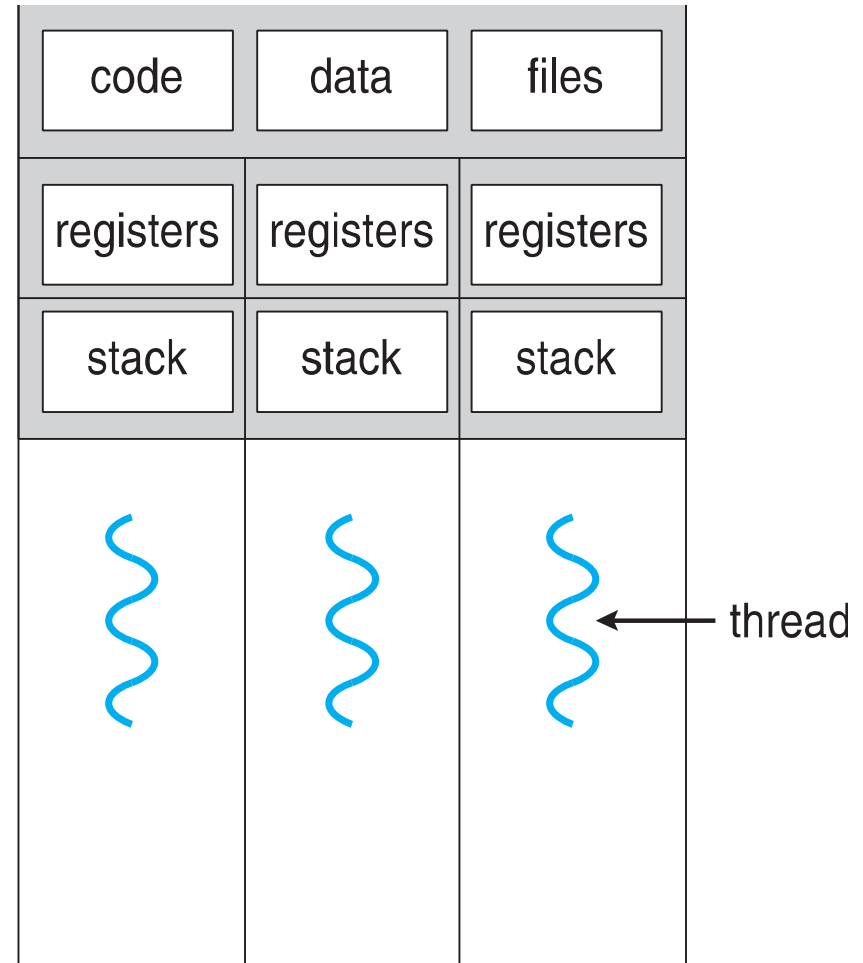 code data files
registers registers registers
stack stack stack
thread